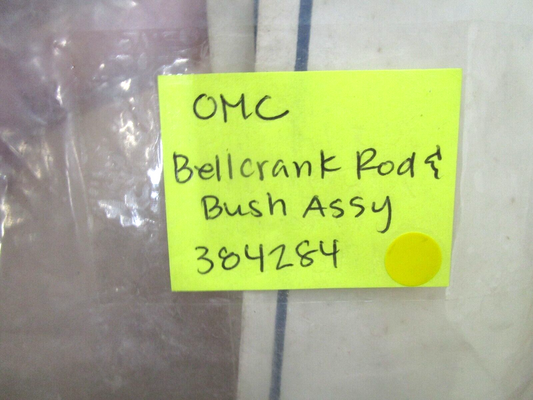 OMC
Bellcrank Rod &
Bush Assy
384284